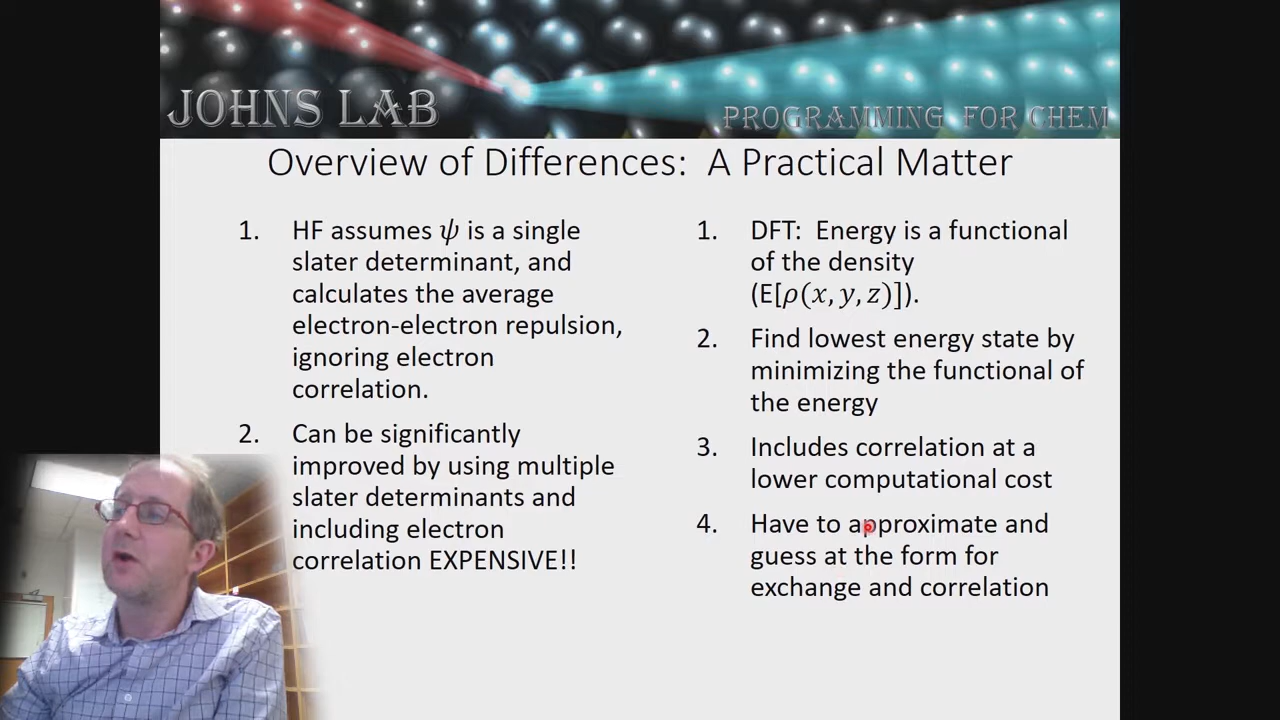 JOHNS LAB
PROGRAMMING FOR CHEM
Overview of Differences: A Practical Matter
1. HF assumes ψ is a single
slater determinant, and
calculates the average
electron-electron repulsion,
ignoring electron
correlation.
2. Can be significantly
improved by using multiple
slater determinants and
including electron
correlation EXPENSIVE!!
1. DFT: Energy is a functional
of the density
(E[ρ(x, y, z)]).
2. Find lowest energy state by
minimizing the functional of
the energy
3. Includes correlation at a
lower computational cost
4. Have to approximate and
guess at the form for
exchange and correlation